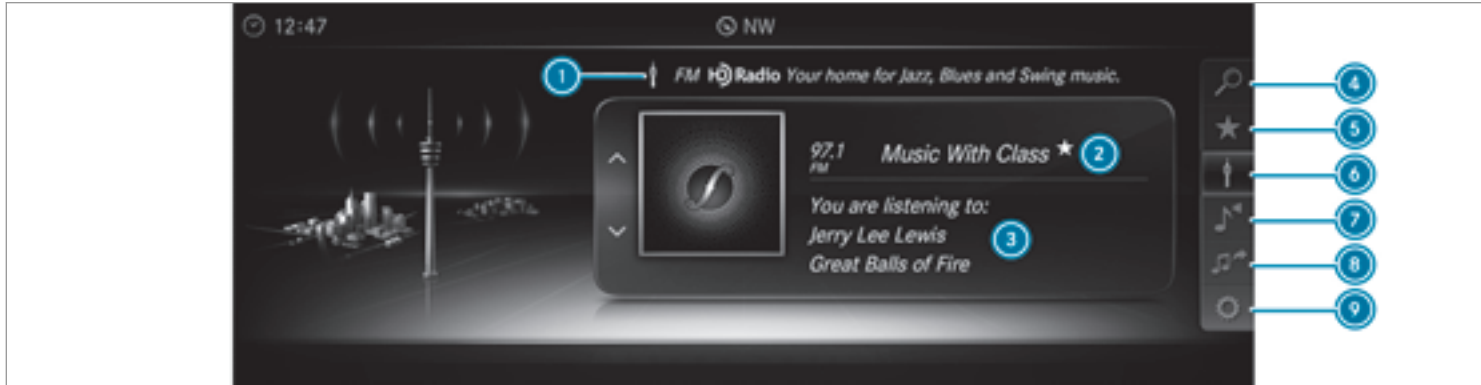 12:47
NW
1
FM HD Radio Your home for Jazz, Blues and Swing music.
4
5
97.1 FM Music With Class 2
6
You are listening to:
Jerry Lee Lewis
3
Great Balls of Fire
7
8
9